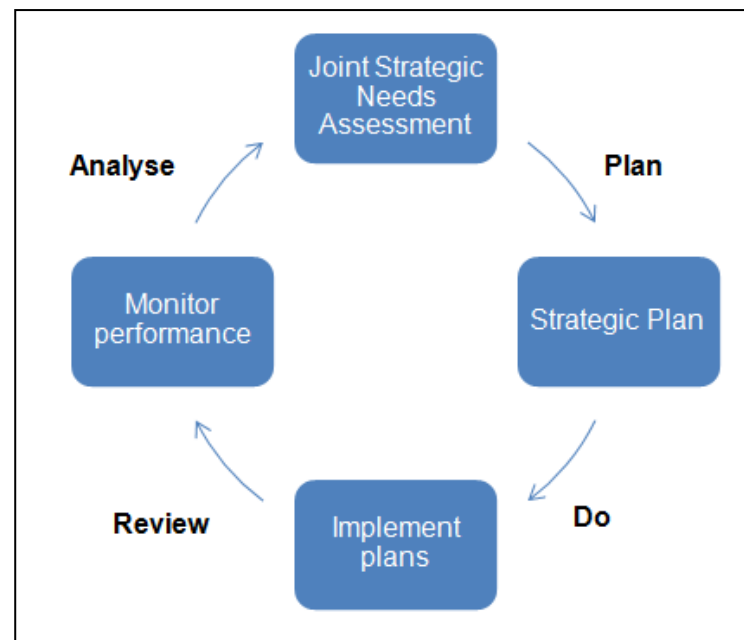 Joint Strategic
Needs
Assessment
Analyse
Plan
Monitor
performance
Strategic Plan
Review
Do
Implement
plans